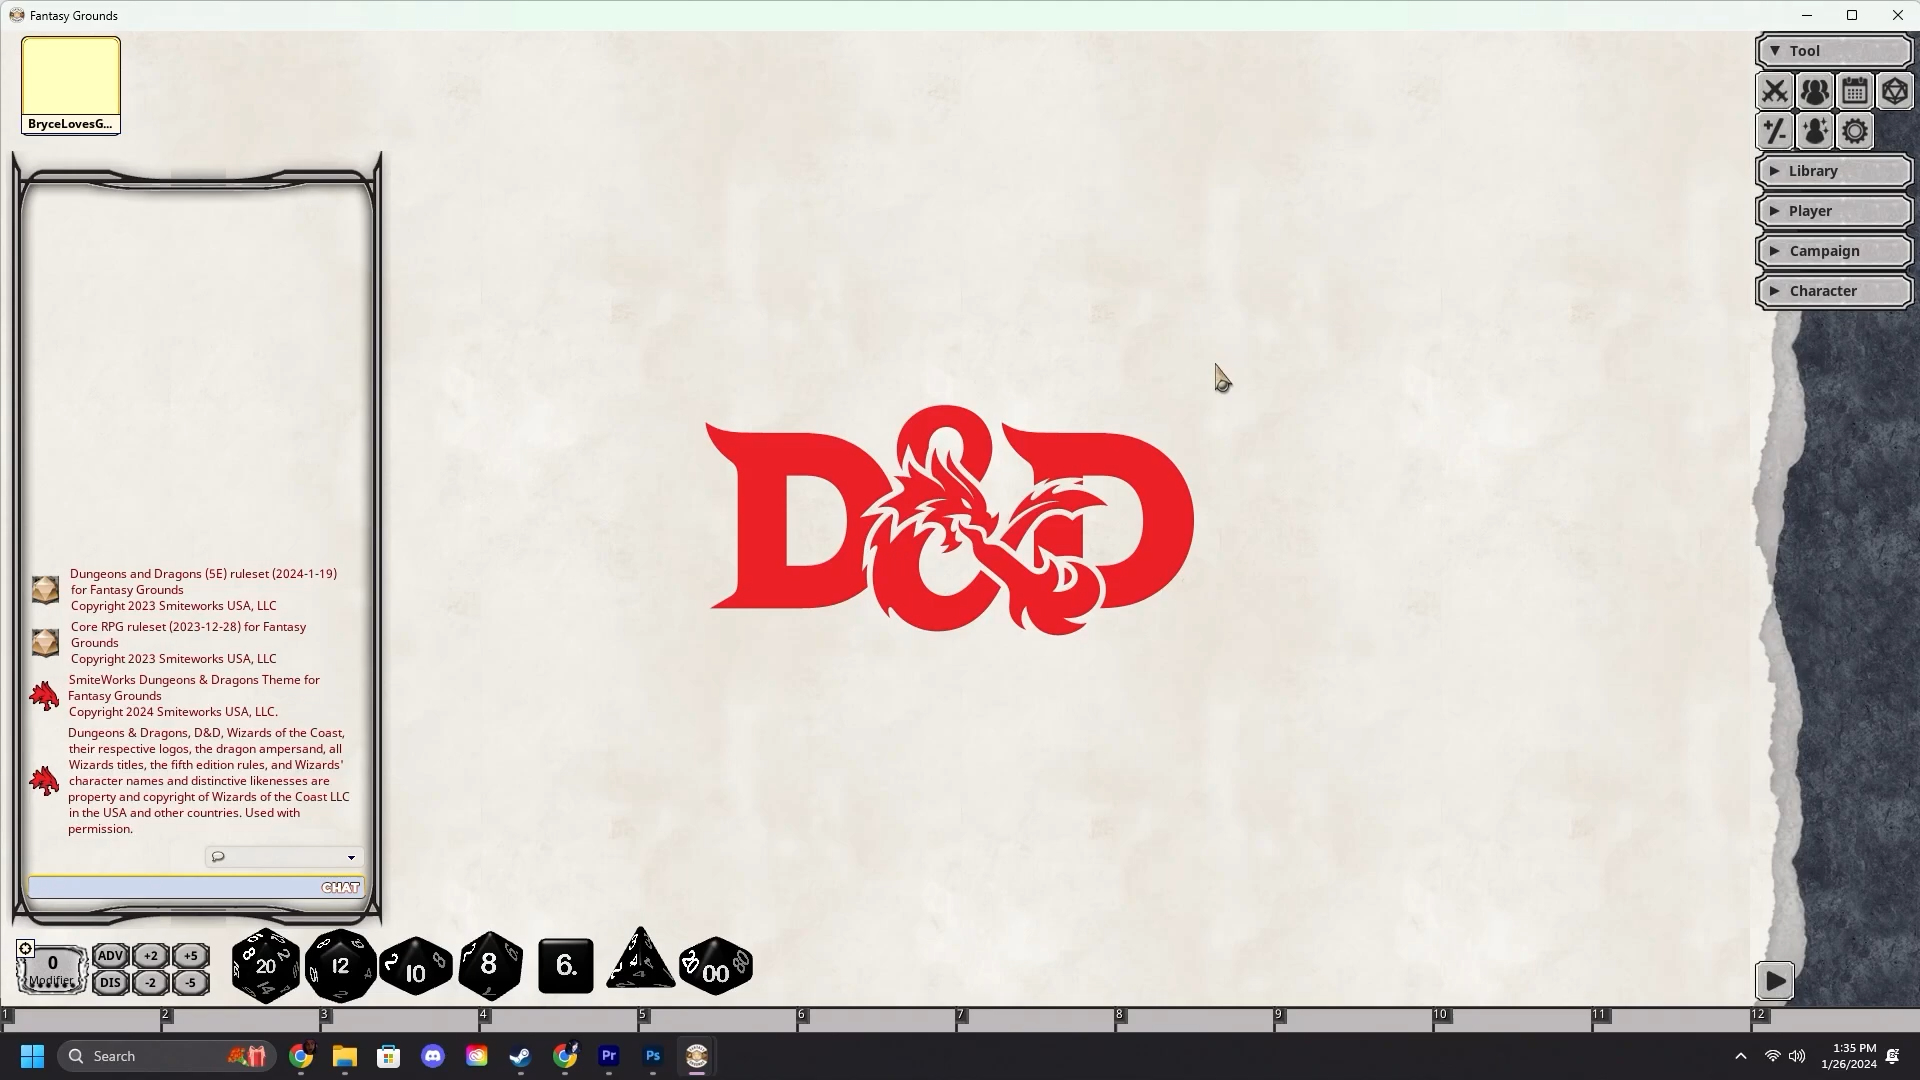 Fantasy Grounds
BryceLovesG...
Tool
Library
Player
Campaign
Character
D&D
Dungeons and Dragons (5E) ruleset (2024-1-19)
for Fantasy Grounds
Copyright 2023 Smiteworks USA, LLC
Core RPG ruleset (2023-12-28) for Fantasy
Grounds
Copyright 2023 Smiteworks USA, LLC
SmiteWorks Dungeons & Dragons Theme for
Fantasy Grounds
Copyright 2024 Smiteworks USA, LLC.
Dungeons & Dragons, D&D, Wizards of the Coast,
their respective logos, the dragon ampersand, all
Wizards titles, the fifth edition rules, and Wizards'
character names and distinctive likenesses are
property and copyright of Wizards of the Coast LLC
in the USA and other countries. Used with
permission.
CHAT
0
Modifier
ADV +2 +5
DIS -2 -5
20 12 10 8 6. 4 00
1 2 3 4 5 6 7 8 9 10 11 12
Search
Pr
Ps
1:35 PM
1/26/2024